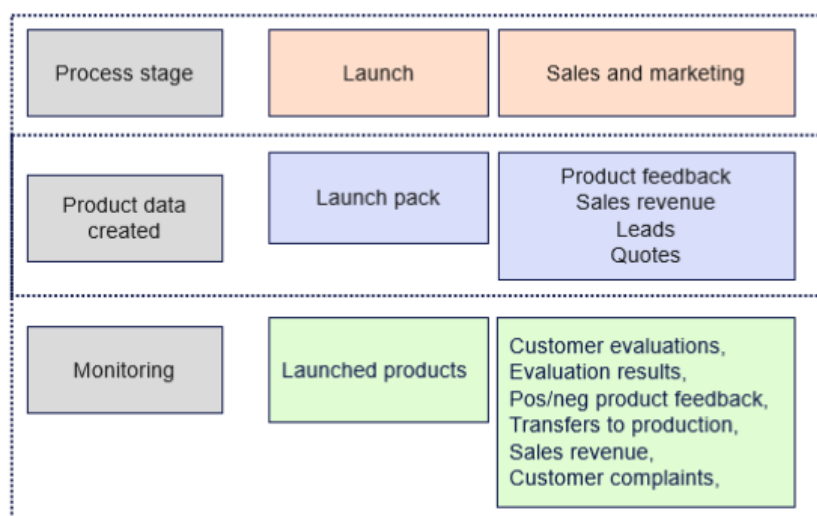 Process stage
Launch
Sales and marketing
Product data
created
Launch pack
Product feedback
Sales revenue
Leads
Quotes
Monitoring
Launched products
Customer evaluations,
Evaluation results,
Pos/neg product feedback,
Transfers to production,
Sales revenue,
Customer complaints,